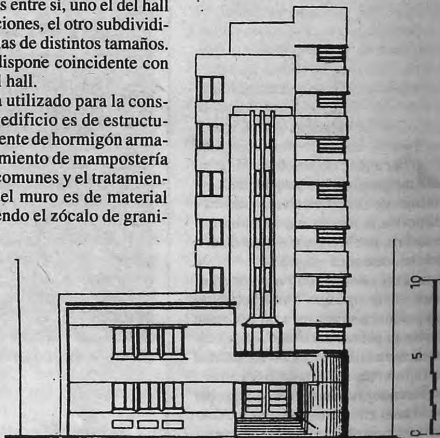 s entre sí, uno el del hall
ciones, el otro subdividi-
las de distintos tamaños.
dispone coincidente con
l hall.
a utilizado para la cons-
edificio es de estructu-
ente de hormigón arma-
miento de mampostería
comunes y el tratamien-
el muro es de material
endo el zócalo de grani-
10
5
0